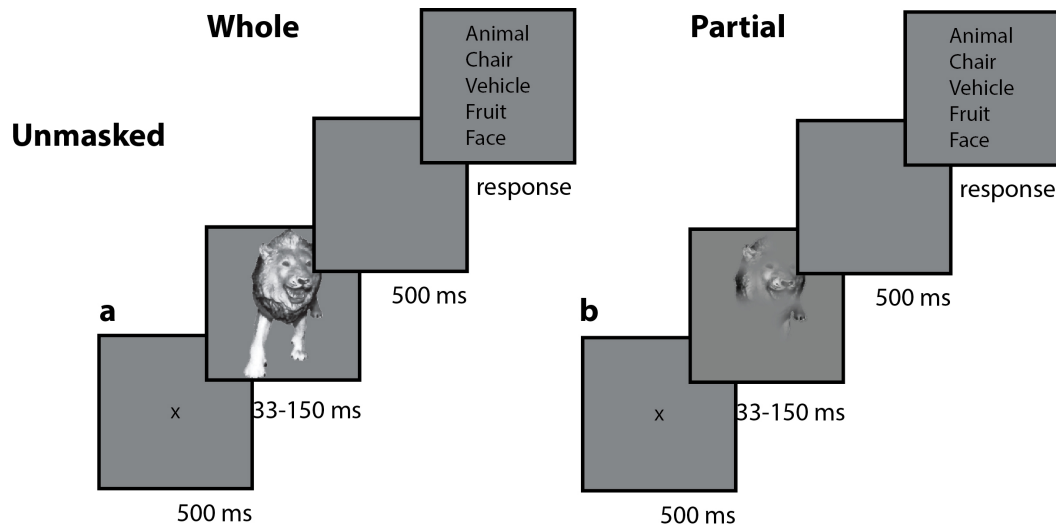 Whole
Partial
Unmasked
a
x
500 ms
33-150 ms
500 ms
Animal
Chair
Vehicle
Fruit
Face
response
b
x
500 ms
33-150 ms
500 ms
Animal
Chair
Vehicle
Fruit
Face
response